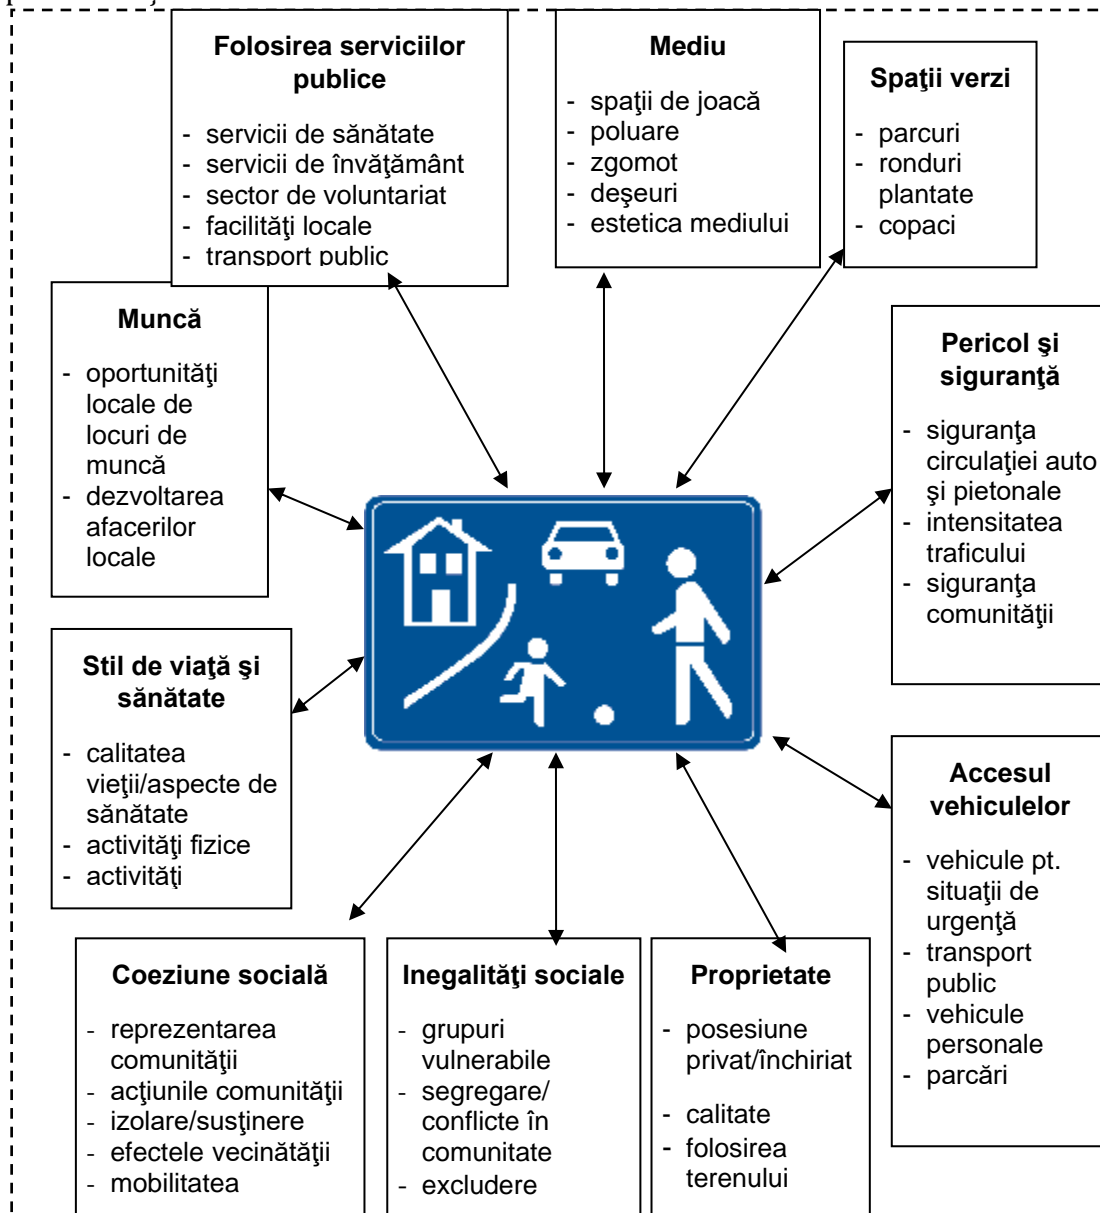 Folosirea serviciilor
publice
- servicii de sănătate
- servicii de învăţământ
- sector de voluntariat
- facilităţi locale
- transport public
Mediu
- spaţii de joacă
- poluare
- zgomot
- deşeuri
- estetica mediului
Spaţii verzi
- parcuri
- ronduri
plantate
- copaci
Muncă
- oportunităţi
locale de
locuri de
muncă
- dezvoltarea
afacerilor
locale
Pericol şi
siguranţă
- siguranţa
circulaţiei auto
şi pietonale
- intensitatea
traficului
- siguranţa
comunităţii
Stil de viaţă şi
sănătate
- calitatea
vieţii/aspecte de
sănătate
- activităţi fizice
- activităţi
Accesul
vehiculelor
- vehicule pt.
situaţii de
urgenţă
- transport
public
- vehicule
personale
- parcări
Coeziune socială
- reprezentarea
comunităţii
- acţiunile comunităţii
- izolare/susţinere
- efectele vecinătăţii
- mobilitatea
Inegalităţi sociale
- grupuri
vulnerabile
- segregare/
conflicte în
comunitate
- excludere
Proprietate
- posesiune
privat/închiriat
- calitate
- folosirea
terenului